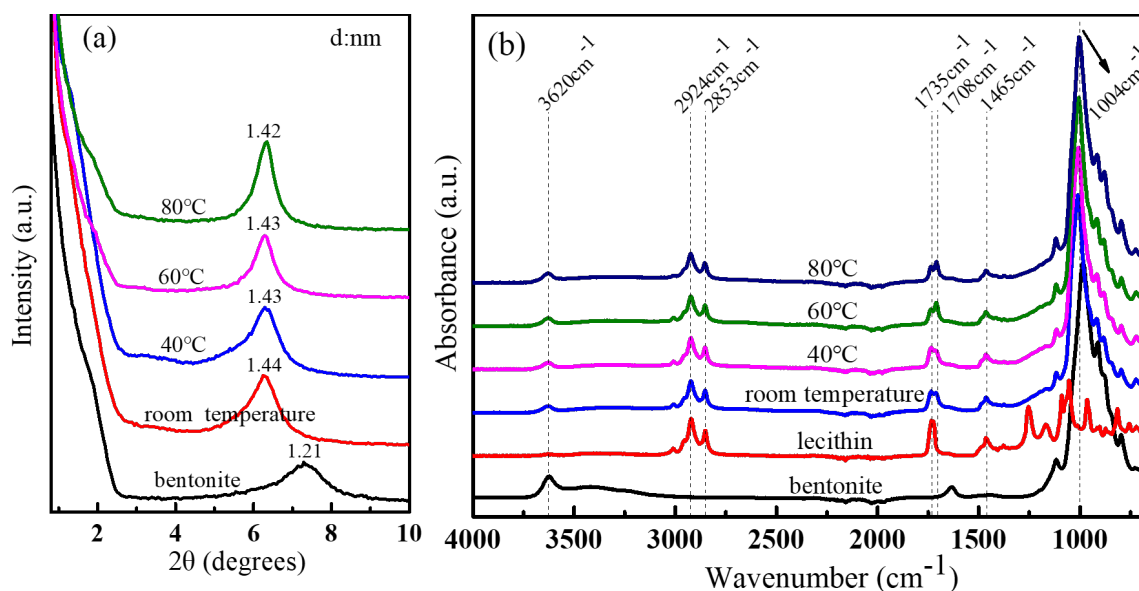 (a)
d:nm
1.42
80°C
1.43
60°C
1.43
40°C
1.44
room temperature
1.21
bentonite
2 4 6 8 10
2θ (degrees)
Intensity (a.u.)
(b)
3620cm-1
2924cm-1
2853cm-1
1735cm-1
1708cm-1
1465cm-1
1004cm-1
80°C
60°C
40°C
room temperature
lecithin
bentonite
4000 3500 3000 2500 2000 1500 1000
Wavenumber (cm-1)
Absorbance (a.u.)